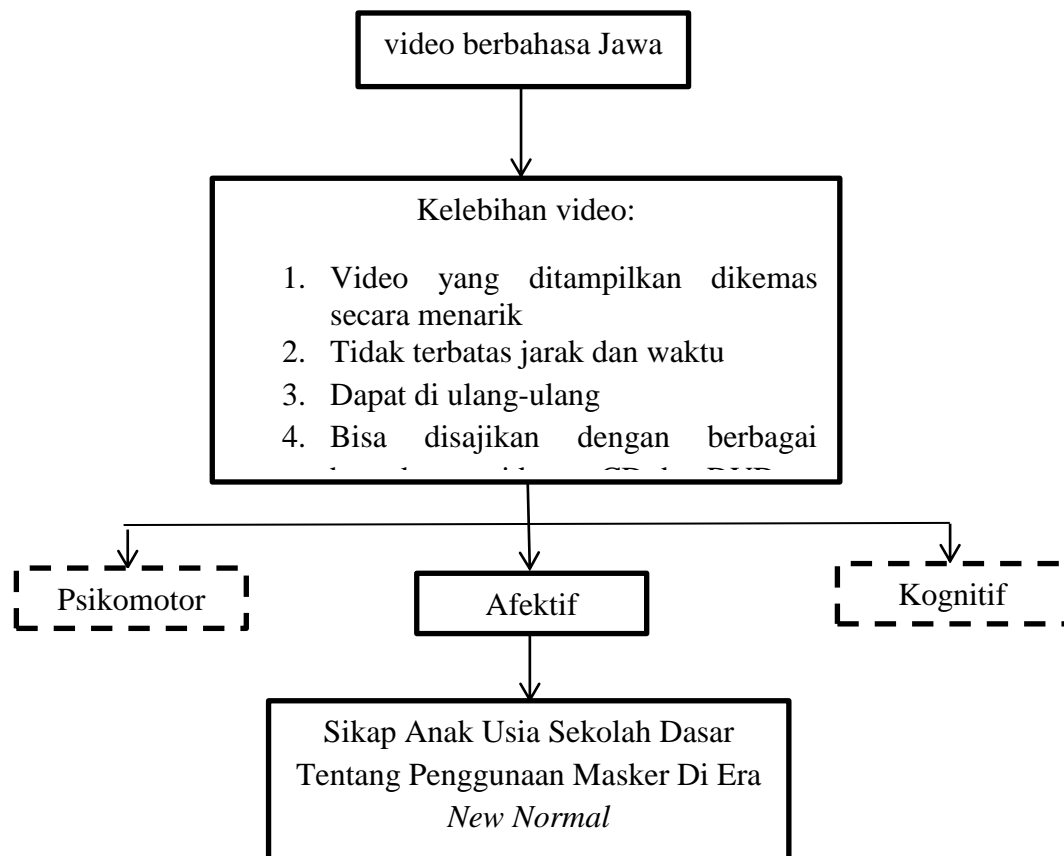 video berbahasa Jawa
Kelebihan video:
1. Video yang ditampilkan dikemas
secara menarik
2. Tidak terbatas jarak dan waktu
3. Dapat di ulang-ulang
4. Bisa disajikan dengan berbagai
Psikomotor
Afektif
Kognitif
Sikap Anak Usia Sekolah Dasar
Tentang Penggunaan Masker Di Era
New Normal